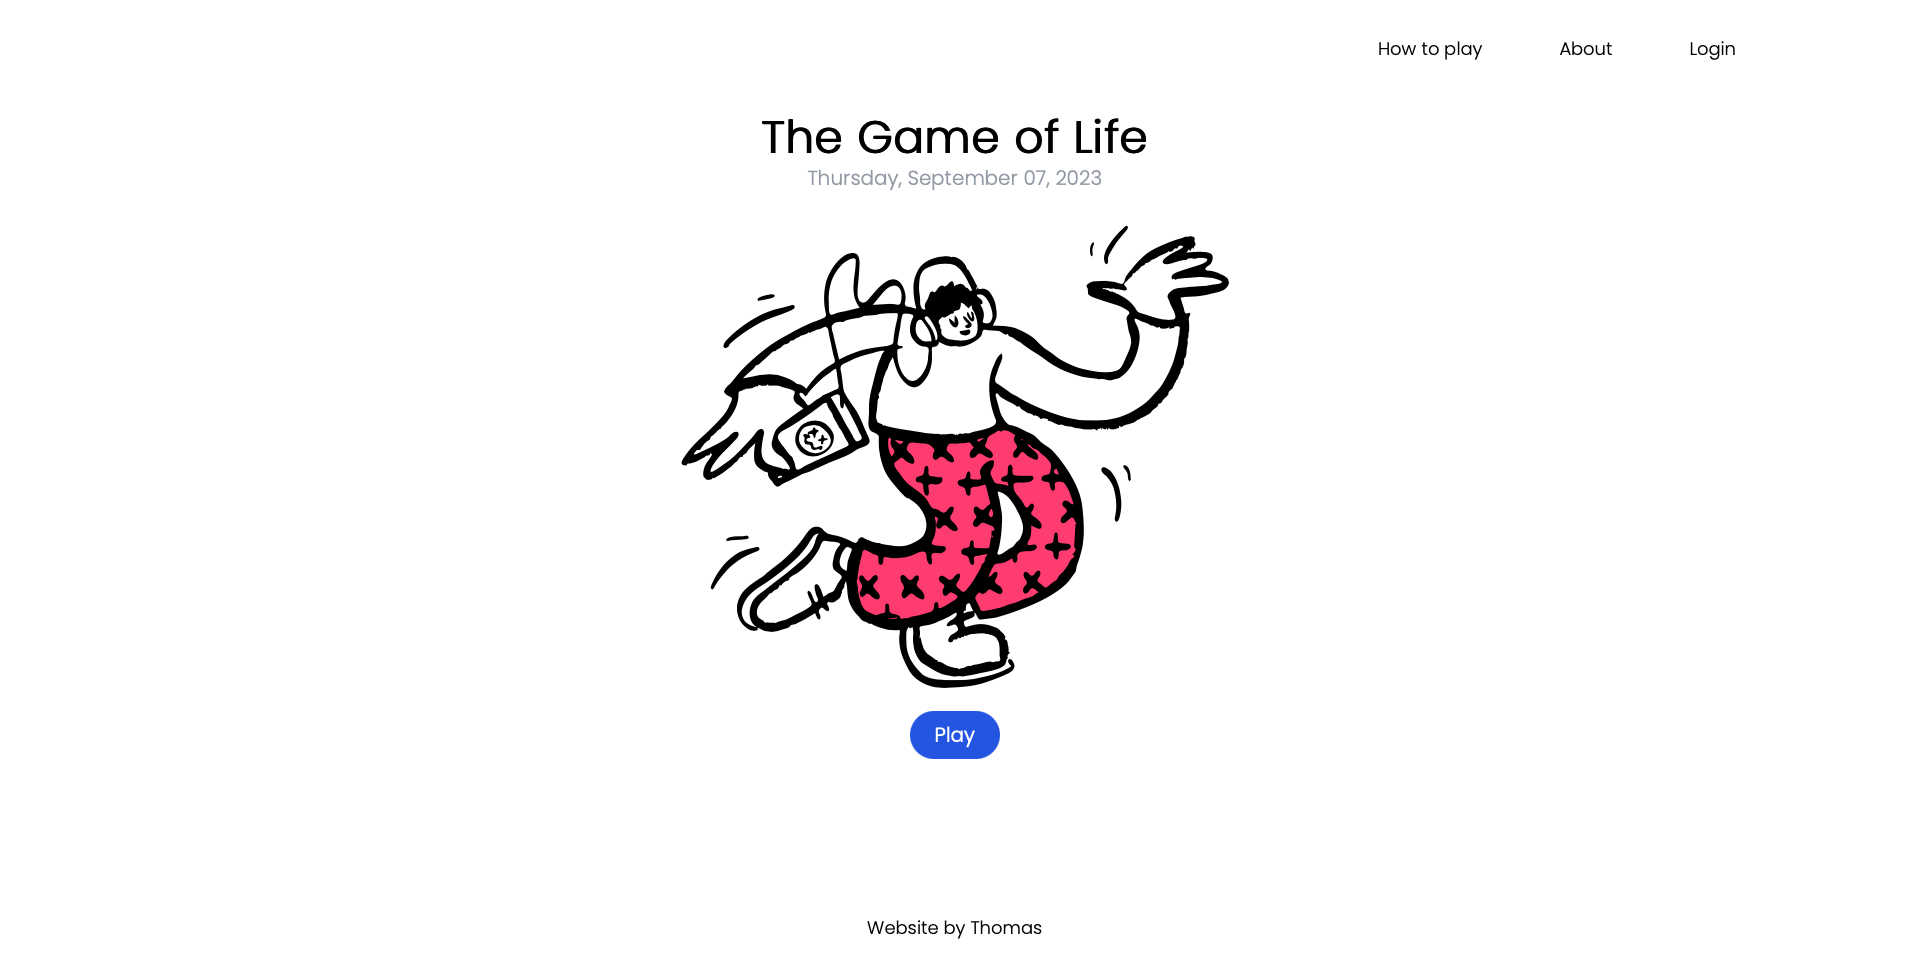 How to play About Login
The Game of Life
Thursday, September 07, 2023
Play
Website by Thomas